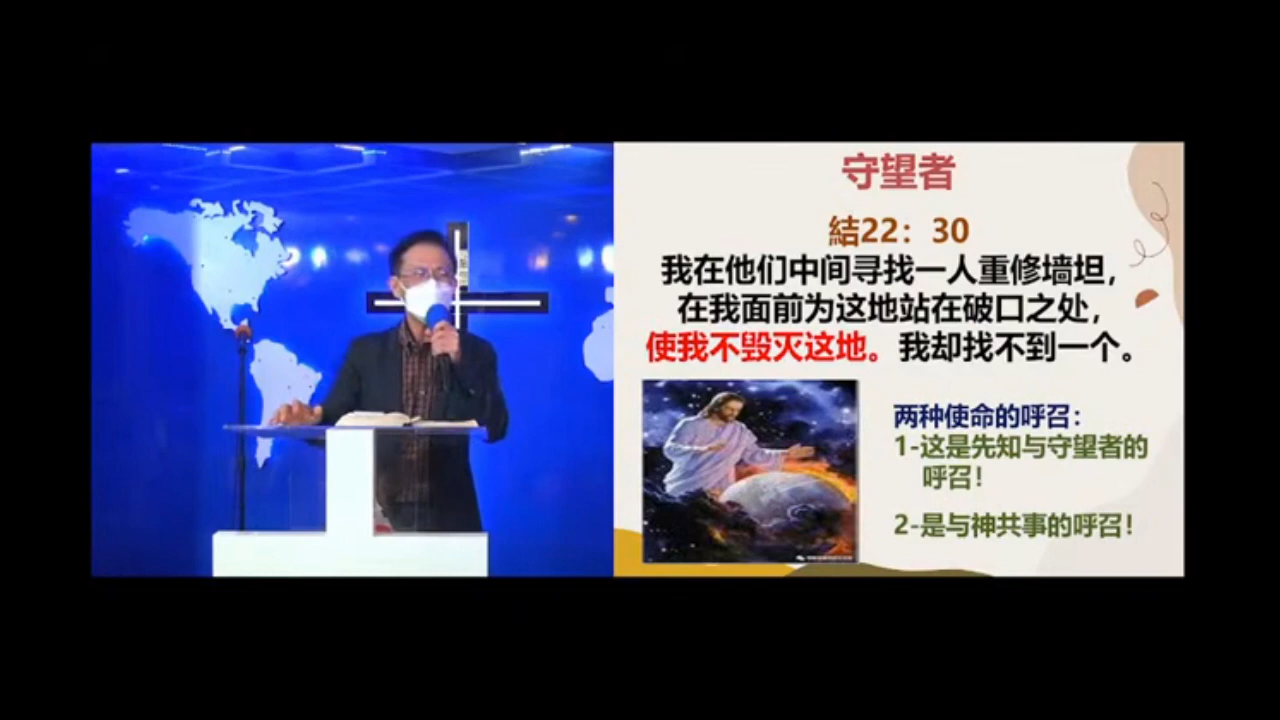 守望者
結22：30
我在他们中间寻找一人重修墙坦，
在我面前为这地站在破口之处，
使我不毁灭这地。我却找不到一个。
两种使命的呼召：
1-这是先知与守望者的
呼召！
2-是与神共事的呼召！